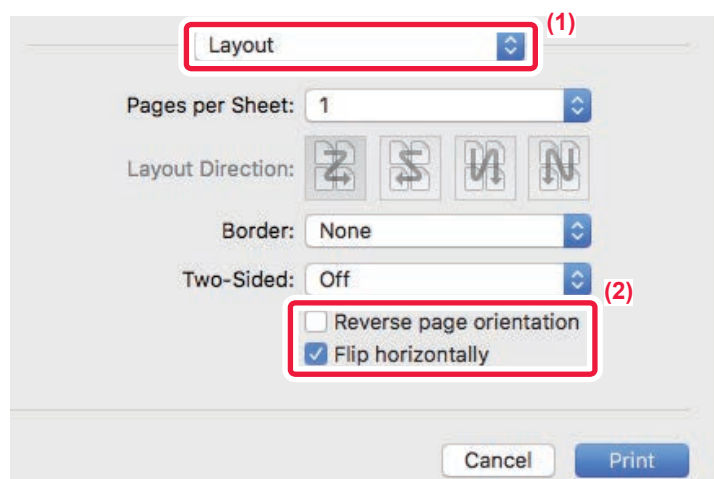 (1)
Layout
Pages per Sheet: 1
Layout Direction:
Border: None
Two-Sided: Off
(2)
Reverse page orientation
Flip horizontally
Cancel Print